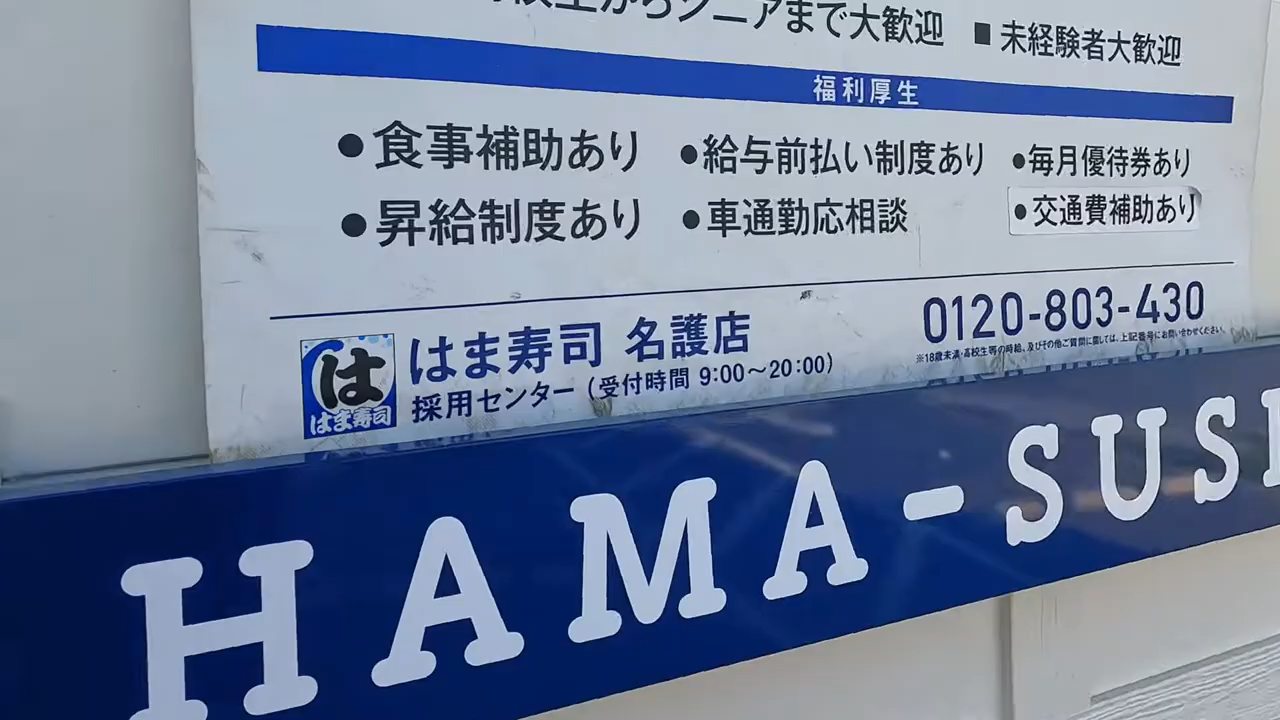 からシニアまで大歓迎 ■未経験者大歓迎
福利厚生
●食事補助あり ●給与前払い制度あり ●毎月優待券あり
●昇給制度あり ●車通勤応相談 ●交通費補助あり
は
はま寿司
はま寿司 名護店
採用センター（受付時間 9:00〜20:00）
0120-803-430
※18歳未満・高校生等の時給、及びその他ご質問に関しては、上記番号にお問い合わせください。
HAMA-SUS